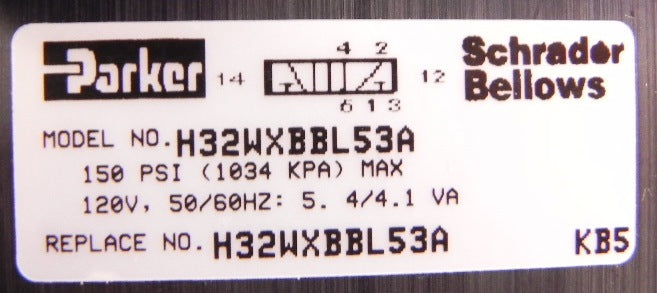 Parker
14
4 2
6 1 3
12
Schrader
Bellows
MODEL NO. H32WXBBL53A
150 PSI (1034 KPA) MAX
120V, 50/60HZ: 5. 4/4.1 VA
REPLACE NO. H32WXBBL53A
KB5